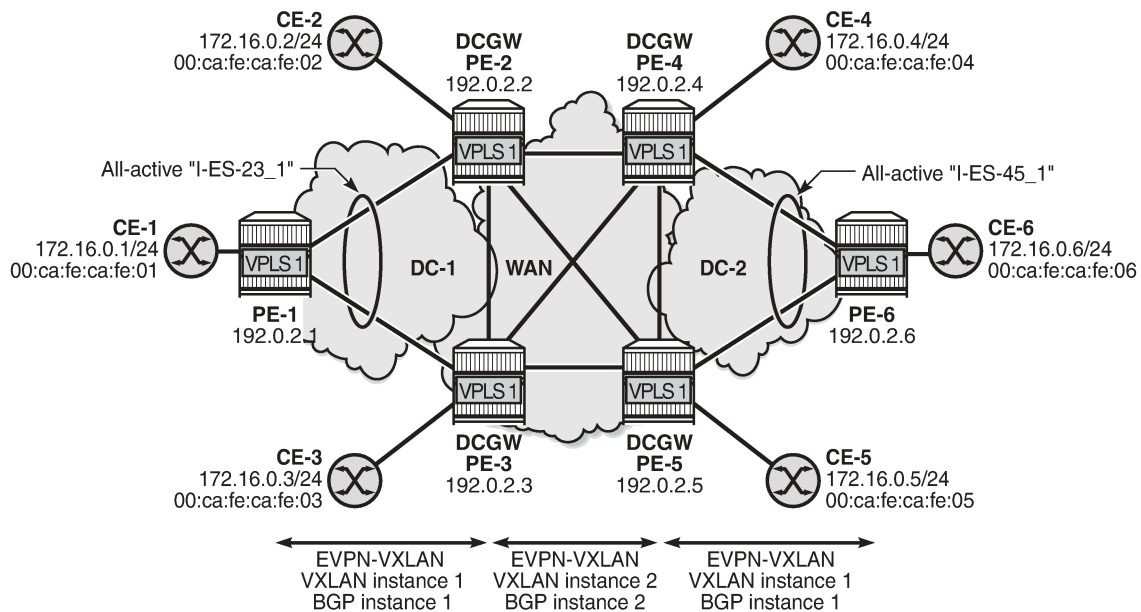 CE-2
172.16.0.2/24
00:ca:fe:ca:fe:02
DCGW
PE-2
192.0.2.2
DCGW
PE-4
192.0.2.4
CE-4
172.16.0.4/24
00:ca:fe:ca:fe:04
VPLS 1
VPLS 1
All-active "I-ES-23_1"
All-active "I-ES-45_1"
CE-1
172.16.0.1/24
00:ca:fe:ca:fe:01
VPLS 1
PE-1
192.0.2.1
DC-1
WAN
DC-2
VPLS 1
PE-6
192.0.2.6
CE-6
172.16.0.6/24
00:ca:fe:ca:fe:06
VPLS 1
VPLS 1
CE-3
172.16.0.3/24
00:ca:fe:ca:fe:03
DCGW
PE-3
192.0.2.3
DCGW
PE-5
192.0.2.5
CE-5
172.16.0.5/24
00:ca:fe:ca:fe:05
EVPN-VXLAN
VXLAN instance 1
BGP instance 1
EVPN-VXLAN
VXLAN instance 2
BGP instance 2
EVPN-VXLAN
VXLAN instance 1
BGP instance 1